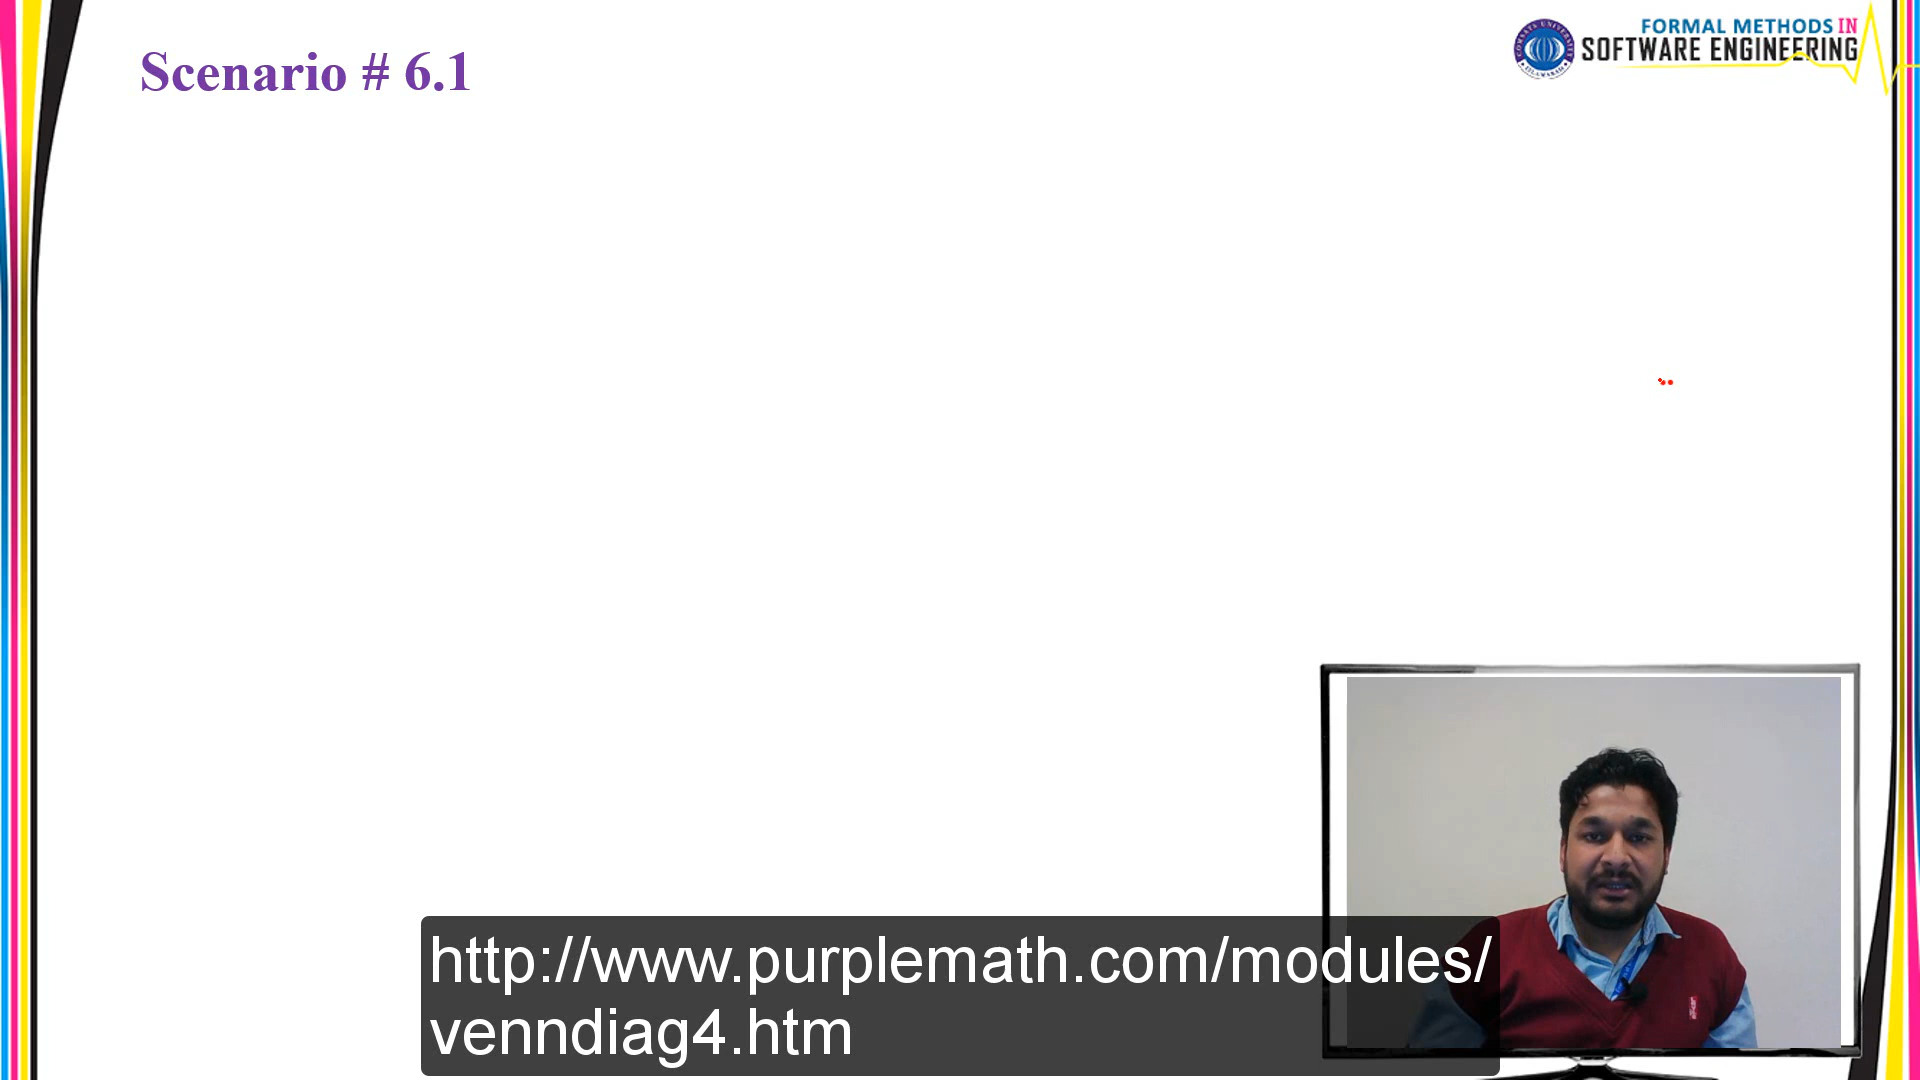 FORMAL METHODS IN
SOFTWARE ENGINEERING
Scenario # 6.1
http://www.purplemath.com/modules/
venndiag4.htm